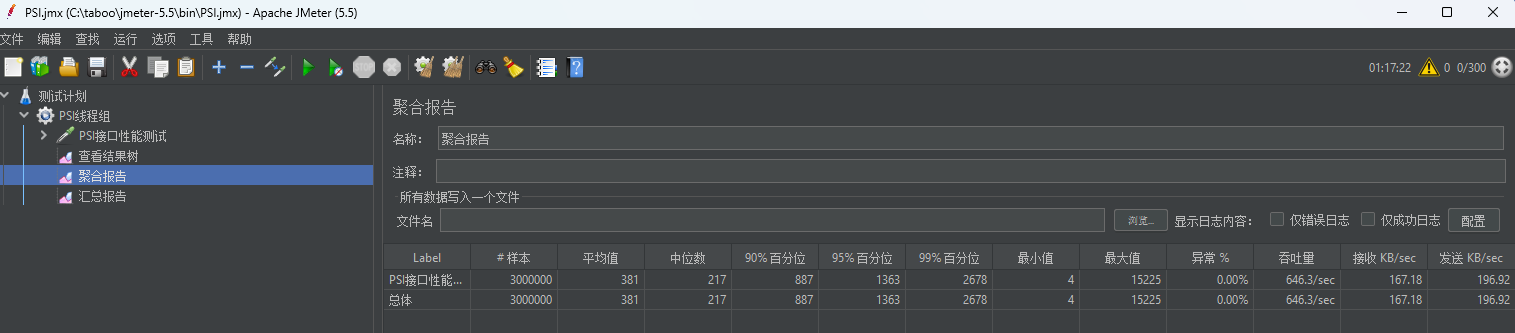 PSI.jmx (C:\taboo\jmeter-5.5\bin\PSI.jmx) - Apache JMeter (5.5)
文件 编辑 查找 运行 选项 工具 帮助
01:17:22 0 0/300
测试计划
PSI线程组
PSI接口性能测试
查看结果树
聚合报告
汇总报告
聚合报告
名称: 聚合报告
注释:
所有数据写入一个文件
文件名 浏览... 显示日志内容: 仅错误日志 仅成功日志 配置
Label # 样本 平均值 中位数 90% 百分位 95% 百分位 99% 百分位 最小值 最大值 异常 % 吞吐量 接收 KB/sec 发送 KB/sec
PSI接口性能... 3000000 381 217 887 1363 2678 4 15225 0.00% 646.3/sec 167.18 196.92
总体 3000000 381 217 887 1363 2678 4 15225 0.00% 646.3/sec 167.18 196.92